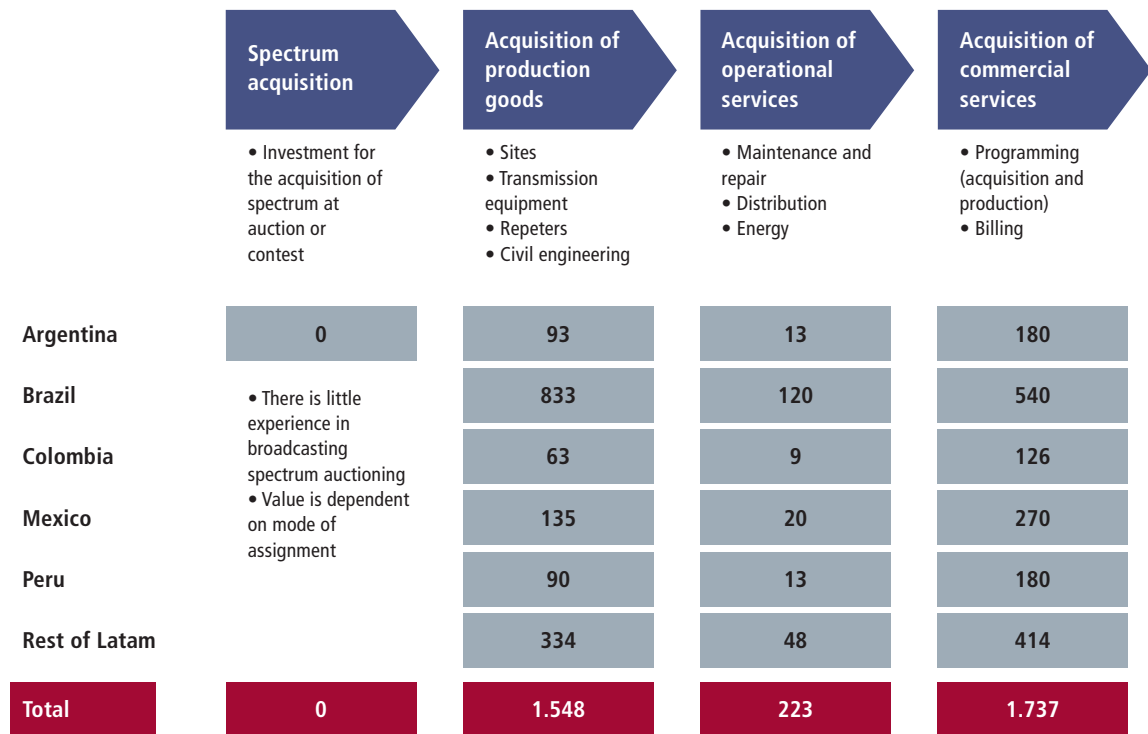 Spectrum
acquisition
Acquisition of
production
goods
Acquisition of
operational
services
Acquisition of
commercial
services
• Investment for
the acquisition of
spectrum at
auction or
contest
• Sites
• Transmission
equipment
• Repeters
• Civil engineering
• Maintenance and
repair
• Distribution
• Energy
• Programming
(acquisition and
production)
• Billing
Argentina 0 93 13 180
• There is little
experience in
broadcasting
spectrum auctioning
• Value is dependent
on mode of
assignment
Brazil 833 120 540
Colombia 63 9 126
Mexico 135 20 270
Peru 90 13 180
Rest of Latam 334 48 414
Total 0 1.548 223 1.737